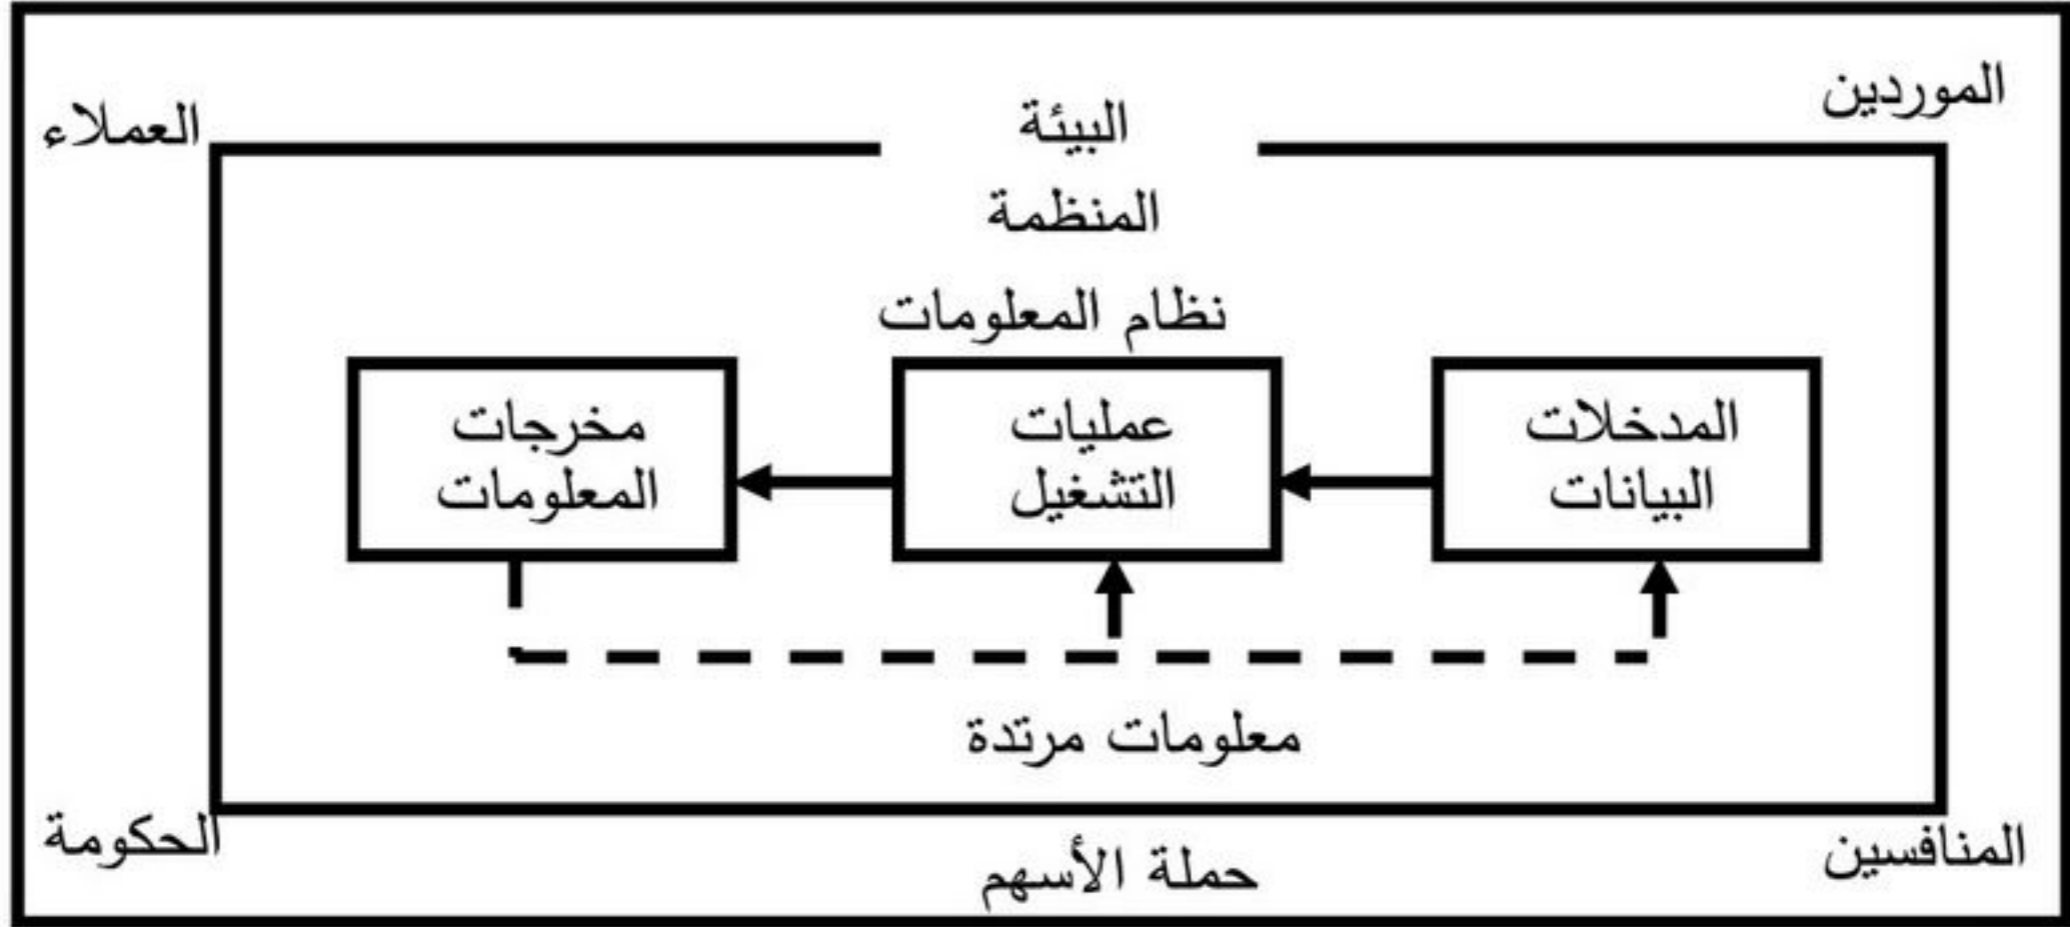 الموردين
البيئة
العملاء
المنظمة
نظام المعلومات
المدخلات
البيانات
عمليات
التشغيل
مخرجات
المعلومات
معلومات مرتدة
المنافسين
حملة الأسهم
الحكومة